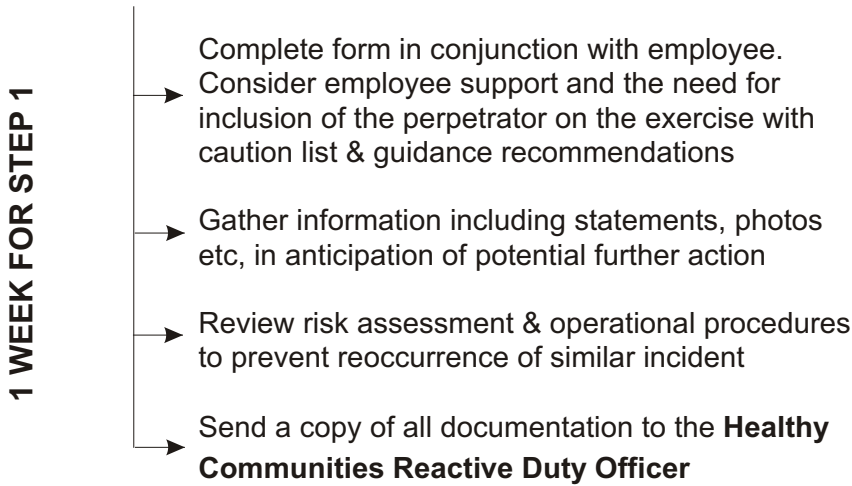 1 WEEK FOR STEP 1
Complete form in conjunction with employee.
Consider employee support and the need for
inclusion of the perpetrator on the exercise with
caution list & guidance recommendations
Gather information including statements, photos
etc, in anticipation of potential further action
Review risk assessment & operational procedures
to prevent reoccurrence of similar incident
Send a copy of all documentation to the Healthy
Communities Reactive Duty Officer